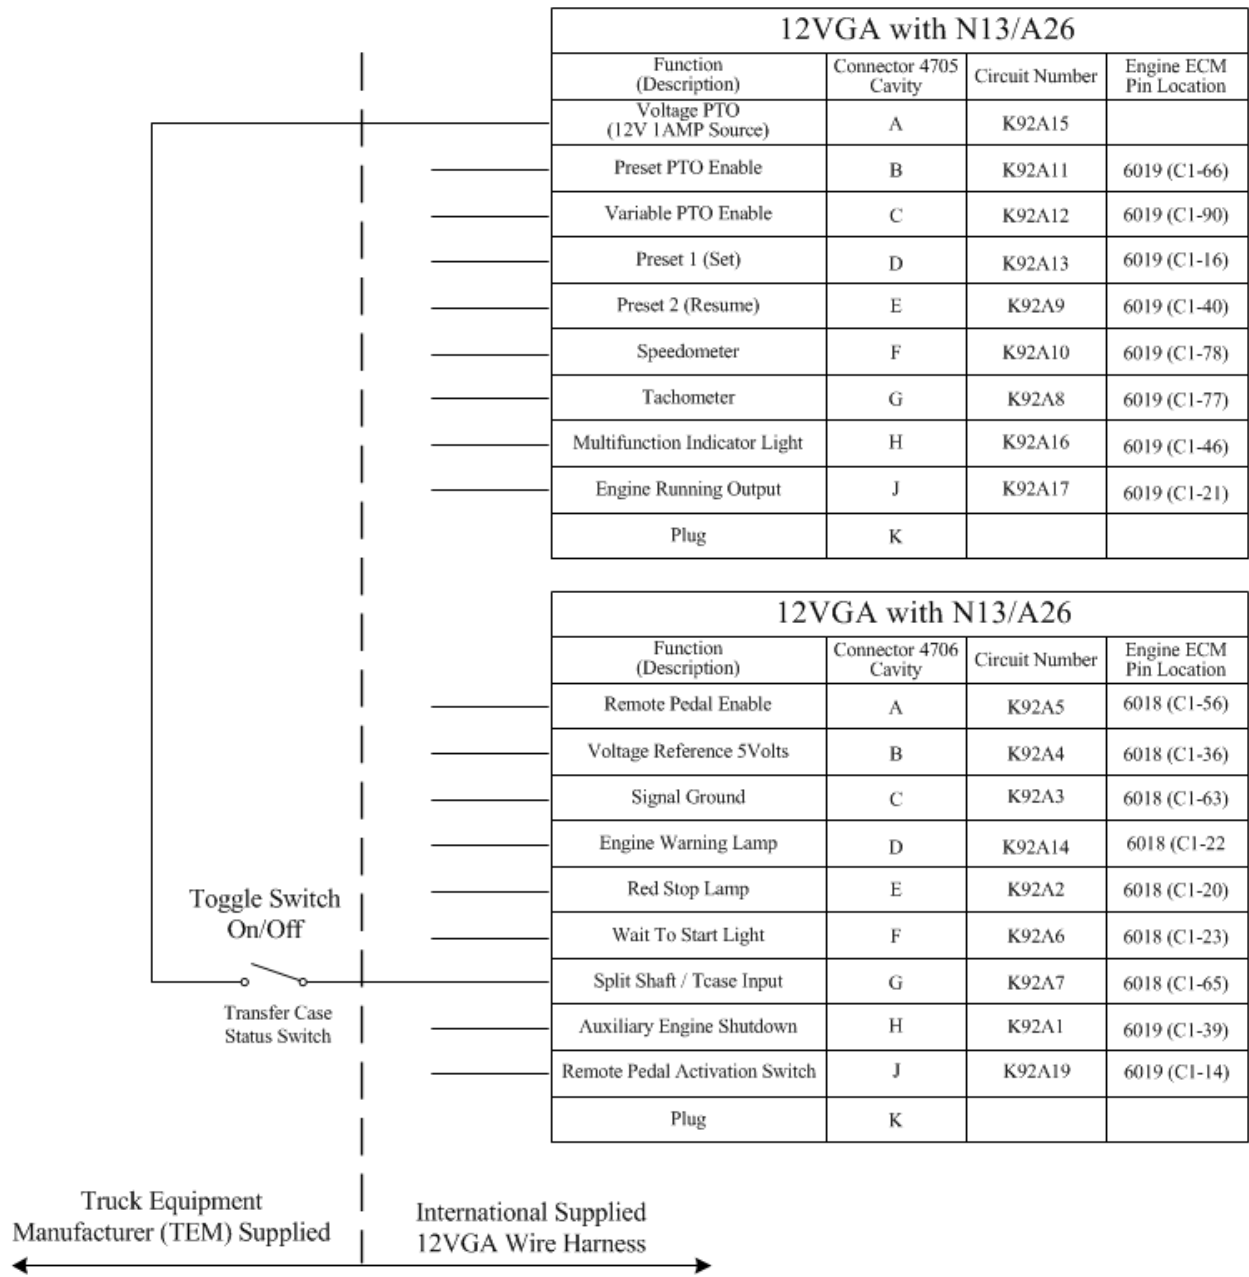 12VGA with N13/A26
Function Connector 4705 Circuit Number Engine ECM
(Description) Cavity Pin Location
Voltage PTO
(12V 1AMP Source) A K92A15
Preset PTO Enable B K92A11 6019 (C1-66)
Variable PTO Enable C K92A12 6019 (C1-90)
Preset 1 (Set) D K92A13 6019 (C1-16)
Preset 2 (Resume) E K92A9 6019 (C1-40)
Speedometer F K92A10 6019 (C1-78)
Tachometer G K92A8 6019 (C1-77)
Multifunction Indicator Light H K92A16 6019 (C1-46)
Engine Running Output J K92A17 6019 (C1-21)
Plug K
12VGA with N13/A26
Function Connector 4706 Circuit Number Engine ECM
(Description) Cavity Pin Location
Remote Pedal Enable A K92A5 6018 (C1-56)
Voltage Reference 5Volts B K92A4 6018 (C1-36)
Signal Ground C K92A3 6018 (C1-63)
Engine Warning Lamp D K92A14 6018 (C1-22
Red Stop Lamp E K92A2 6018 (C1-20)
Wait To Start Light F K92A6 6018 (C1-23)
Split Shaft / Tcase Input G K92A7 6018 (C1-65)
Auxiliary Engine Shutdown H K92A1 6019 (C1-39)
Remote Pedal Activation Switch J K92A19 6019 (C1-14)
Plug K
Toggle Switch
On/Off
Transfer Case
Status Switch
Truck Equipment
Manufacturer (TEM) Supplied
International Supplied
12VGA Wire Harness